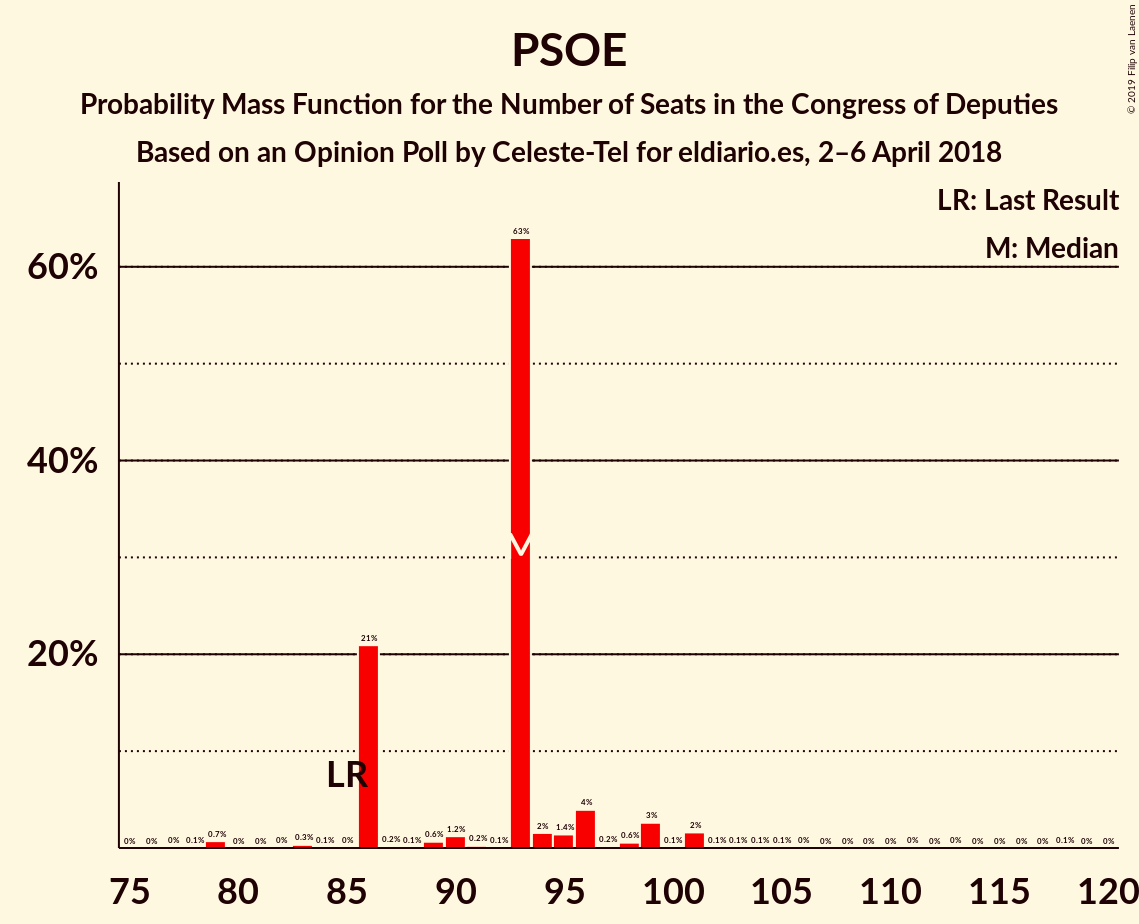 PSOE
Probability Mass Function for the Number of Seats in the Congress of Deputies
Based on an Opinion Poll by Celeste-Tel for eldiario.es, 2–6 April 2018
© 2019 Filip van Laenen
LR: Last Result
M: Median
60%
40%
20%
63%
21%
M
LR
0% 0% 0% 0.1% 0.7% 0% 0% 0% 0.3% 0.1% 0% 0.2% 0.1% 0.6% 1.2% 0.2% 0.1% 2% 1.4% 4% 0.2% 0.6% 3% 0.1% 2% 0.1% 0.1% 0.1% 0.1% 0% 0% 0% 0% 0% 0% 0% 0% 0% 0% 0% 0% 0.1% 0% 0%
75 80 85 90 95 100 105 110 115 120